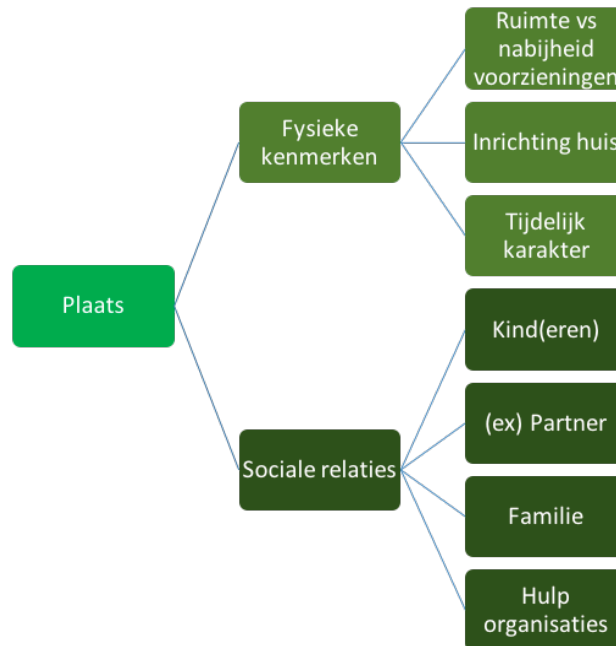 Plaats
Fysieke
kenmerken
Ruimte vs
nabijheid
voorzieningen
Inrichting huis
Tijdelijk
karakter
Sociale relaties
Kind(eren)
(ex) Partner
Familie
Hulp
organisaties